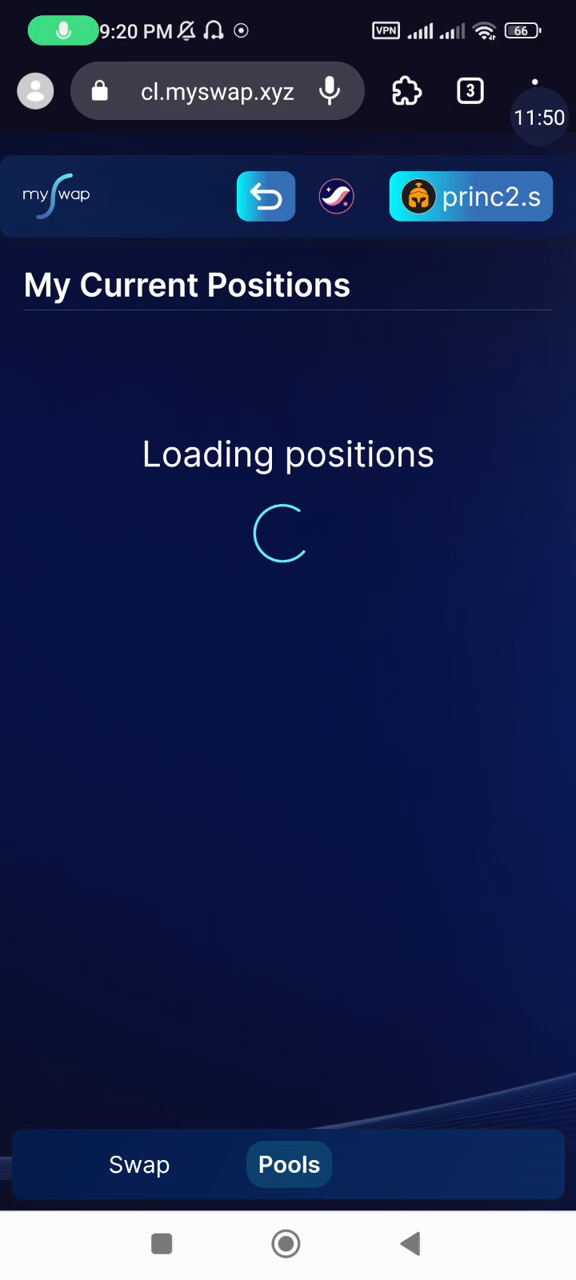 9:20 PM
VPN
66
cl.myswap.xyz
3
11:50
my wap
princ2.s
My Current Positions
Loading positions
Swap
Pools